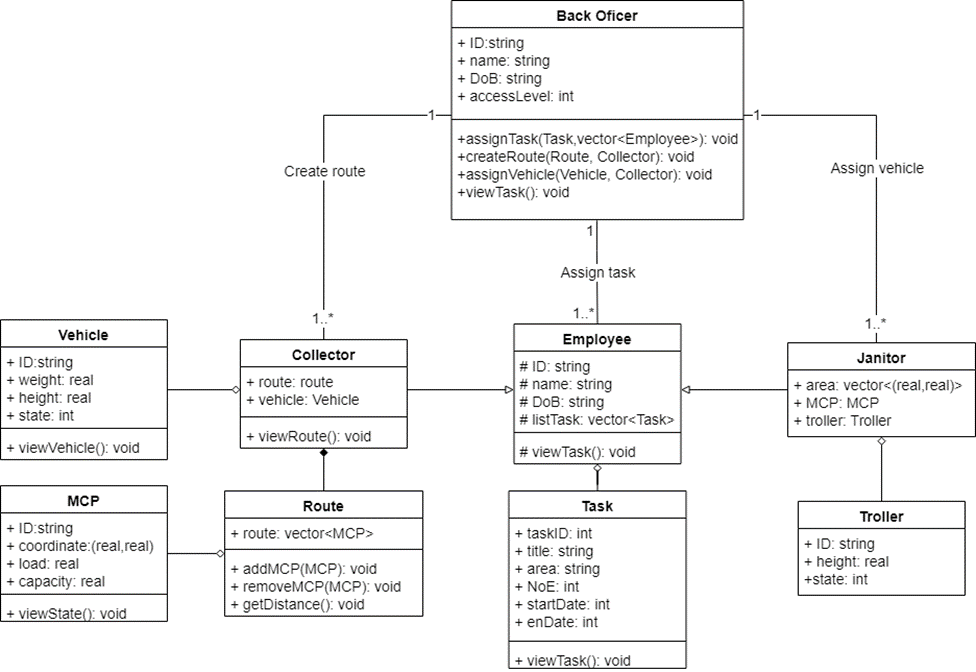 Back Oficer
+ ID:string
+ name: string
+ DoB: string
+ accessLevel: int
+assignTask(Task,vector<Employee>): void
+createRoute(Route, Collector): void
+assignVehicle(Vehicle, Collector): void
+viewTask(): void
1
1
1
Create route
Assign vehicle
Assign task
1..*
1..*
1..*
Vehicle
+ ID:string
+ weight: real
+ height: real
+ state: int
+ viewVehicle(): void
Collector
+ route: route
+ vehicle: Vehicle
+ viewRoute(): void
Employee
# ID: string
# name: string
# DoB: string
# listTask: vector<Task>
# viewTask(): void
Janitor
+ area: vector<(real,real)>
+ MCP: MCP
+ troller: Troller
MCP
+ ID:string
+ coordinate:(real,real)
+ load: real
+ capacity: real
+ viewState(): void
Route
+ route: vector<MCP>
+ addMCP(MCP): void
+ removeMCP(MCP): void
+ getDistance(): void
Task
+ taskID: int
+ title: string
+ area: string
+ NoE: int
+ startDate: int
+ enDate: int
+ viewTask(): void
Troller
+ ID: string
+ height: real
+state: int